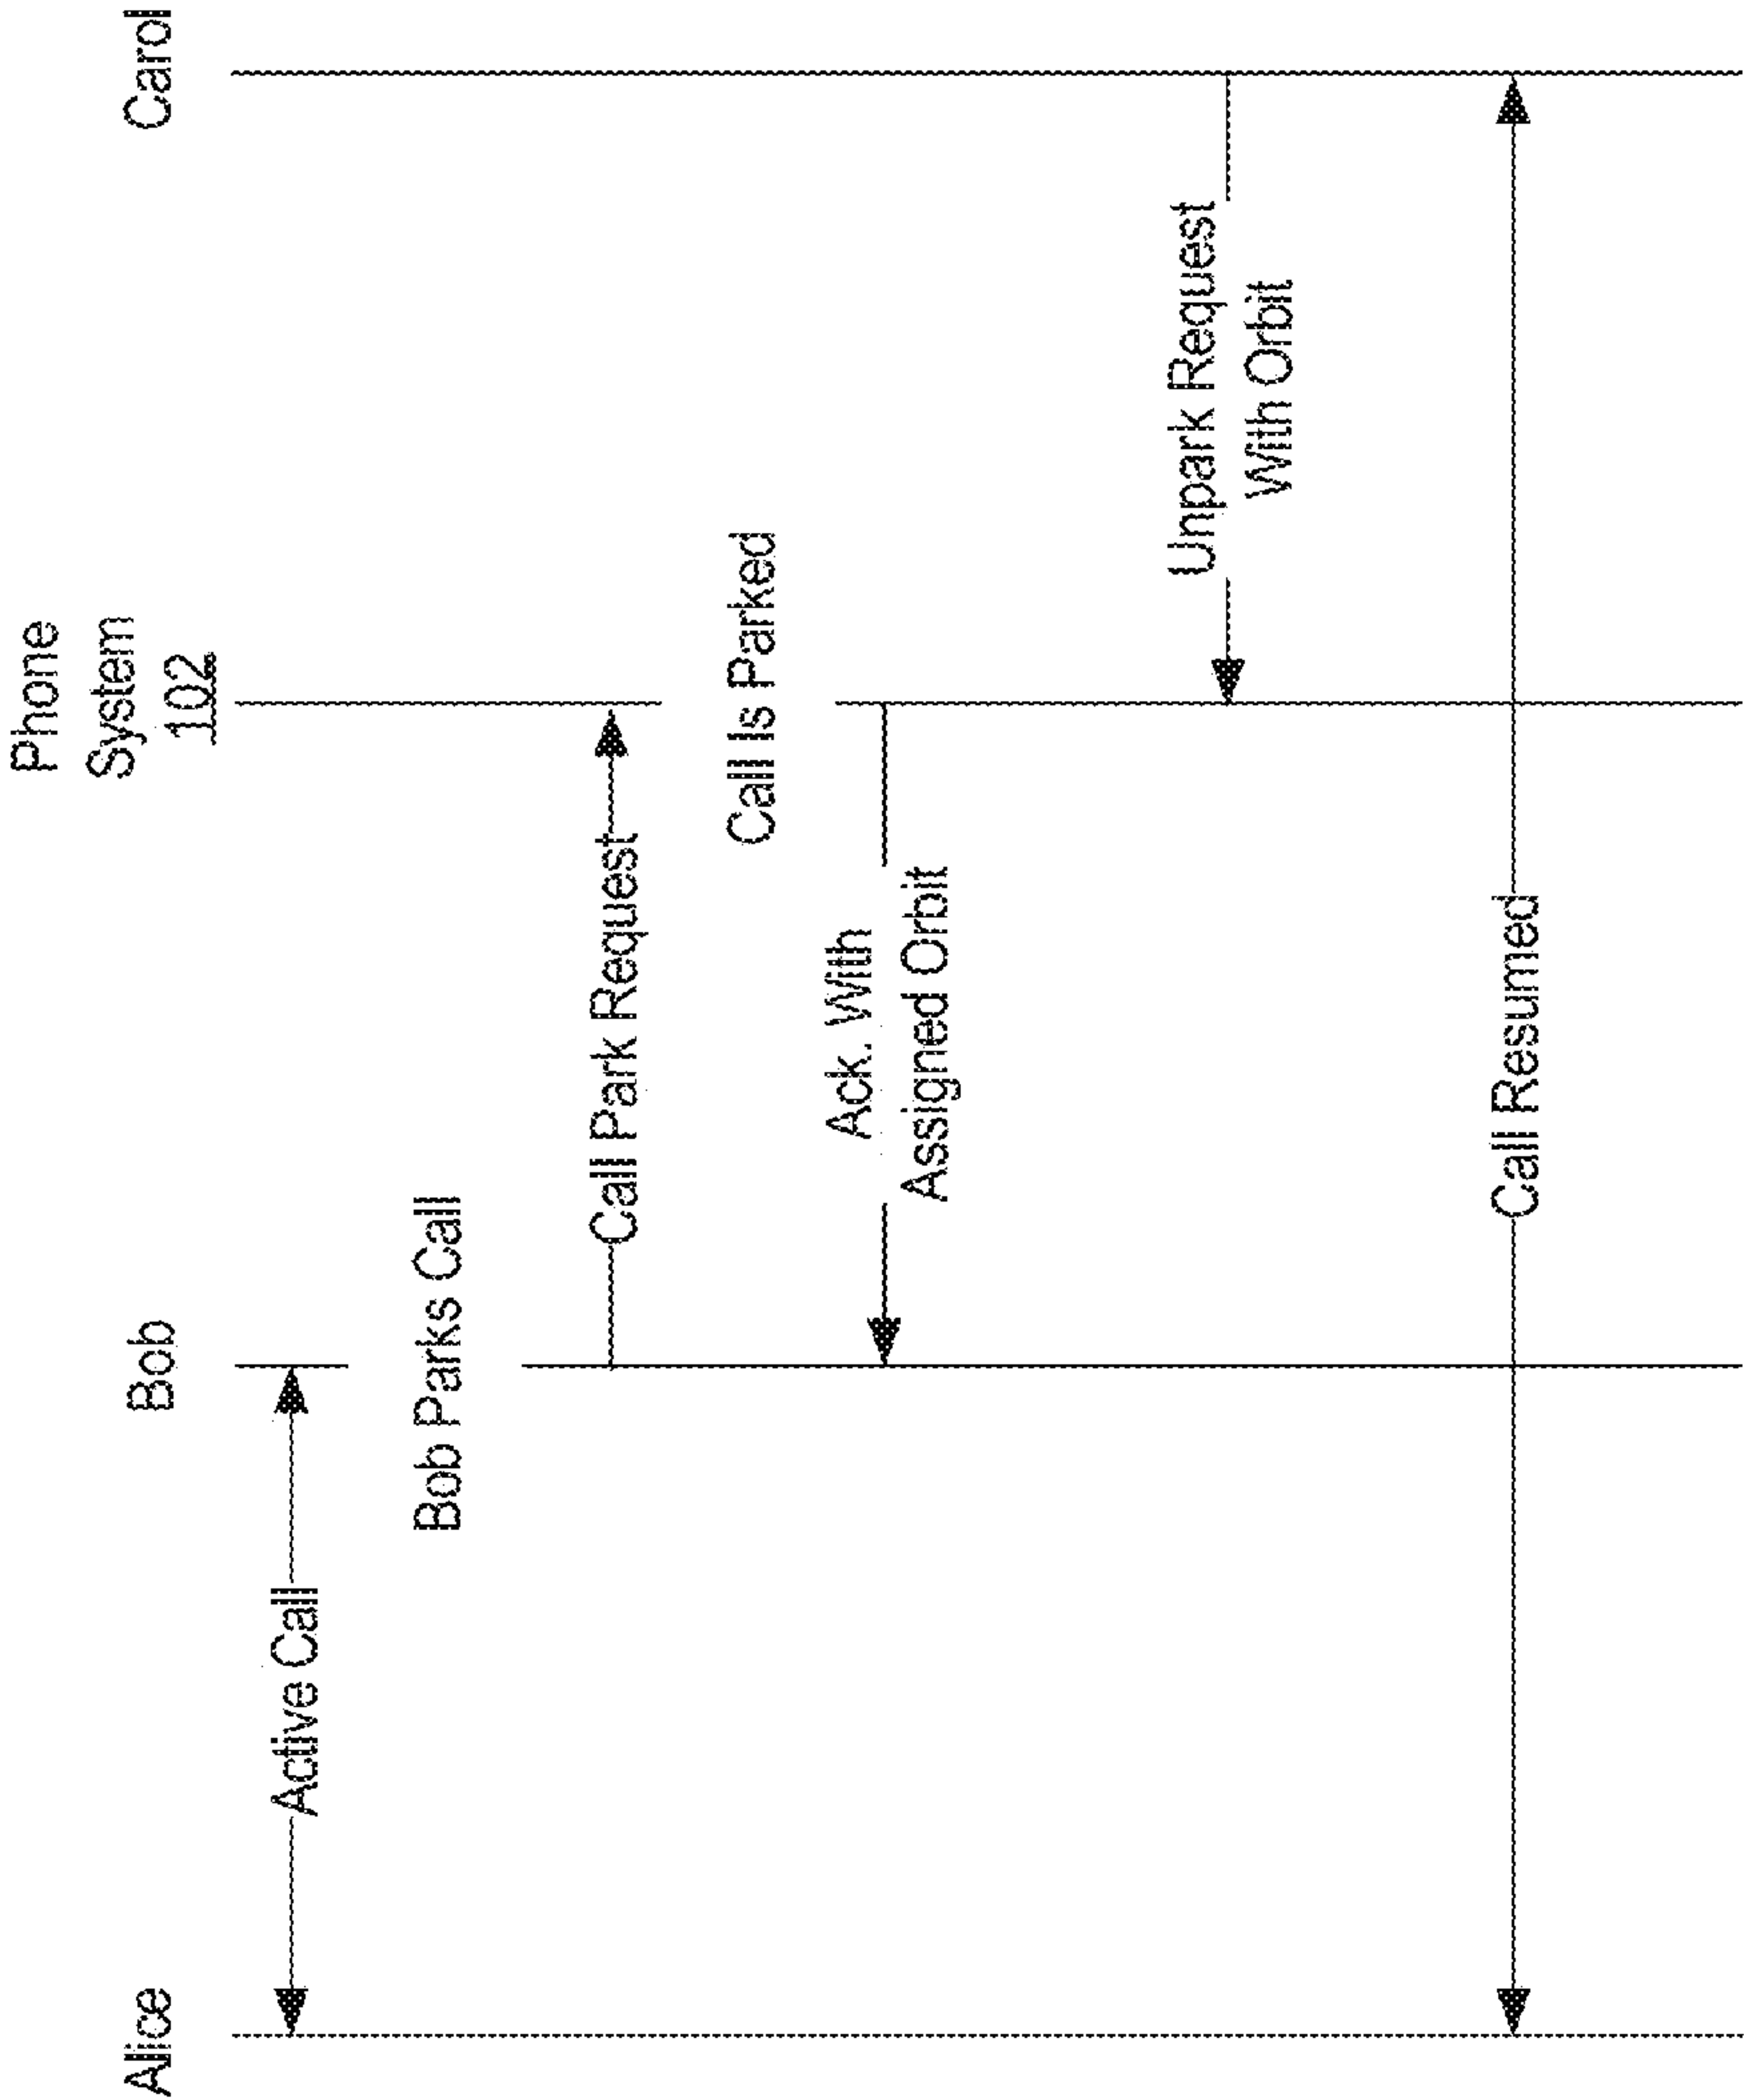 Alice
Bob
Phone
System
102
Carol
Active Call
Bob Parks Call
Call Park Request
Call Is Parked
Ack. With
Assigned Orbit
Unpark Request
With Orbit
Call Resumed